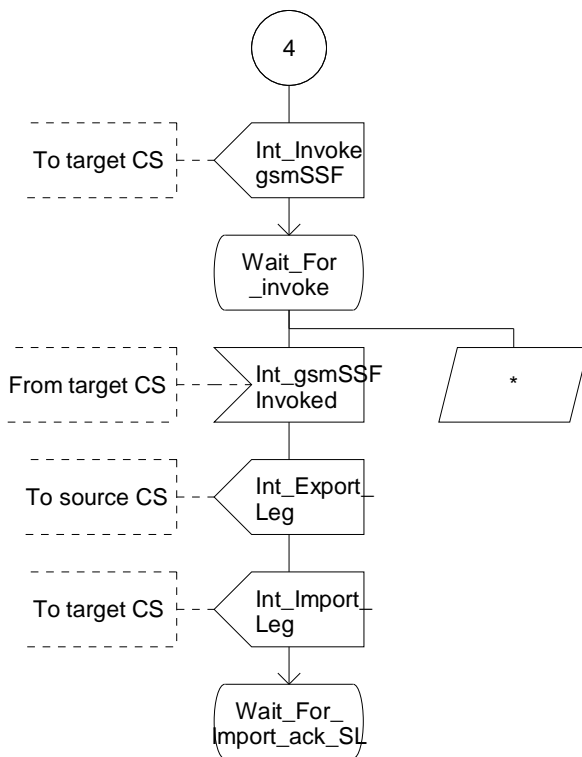 4
To target CS
Int_Invoke
gsmSSF
Wait_For
_invoke
From target CS
Int_gsmSSF
Invoked
*
To source CS
Int_Export_
Leg
To target CS
Int_Import_
Leg
Wait_For_
Import_ack_SL